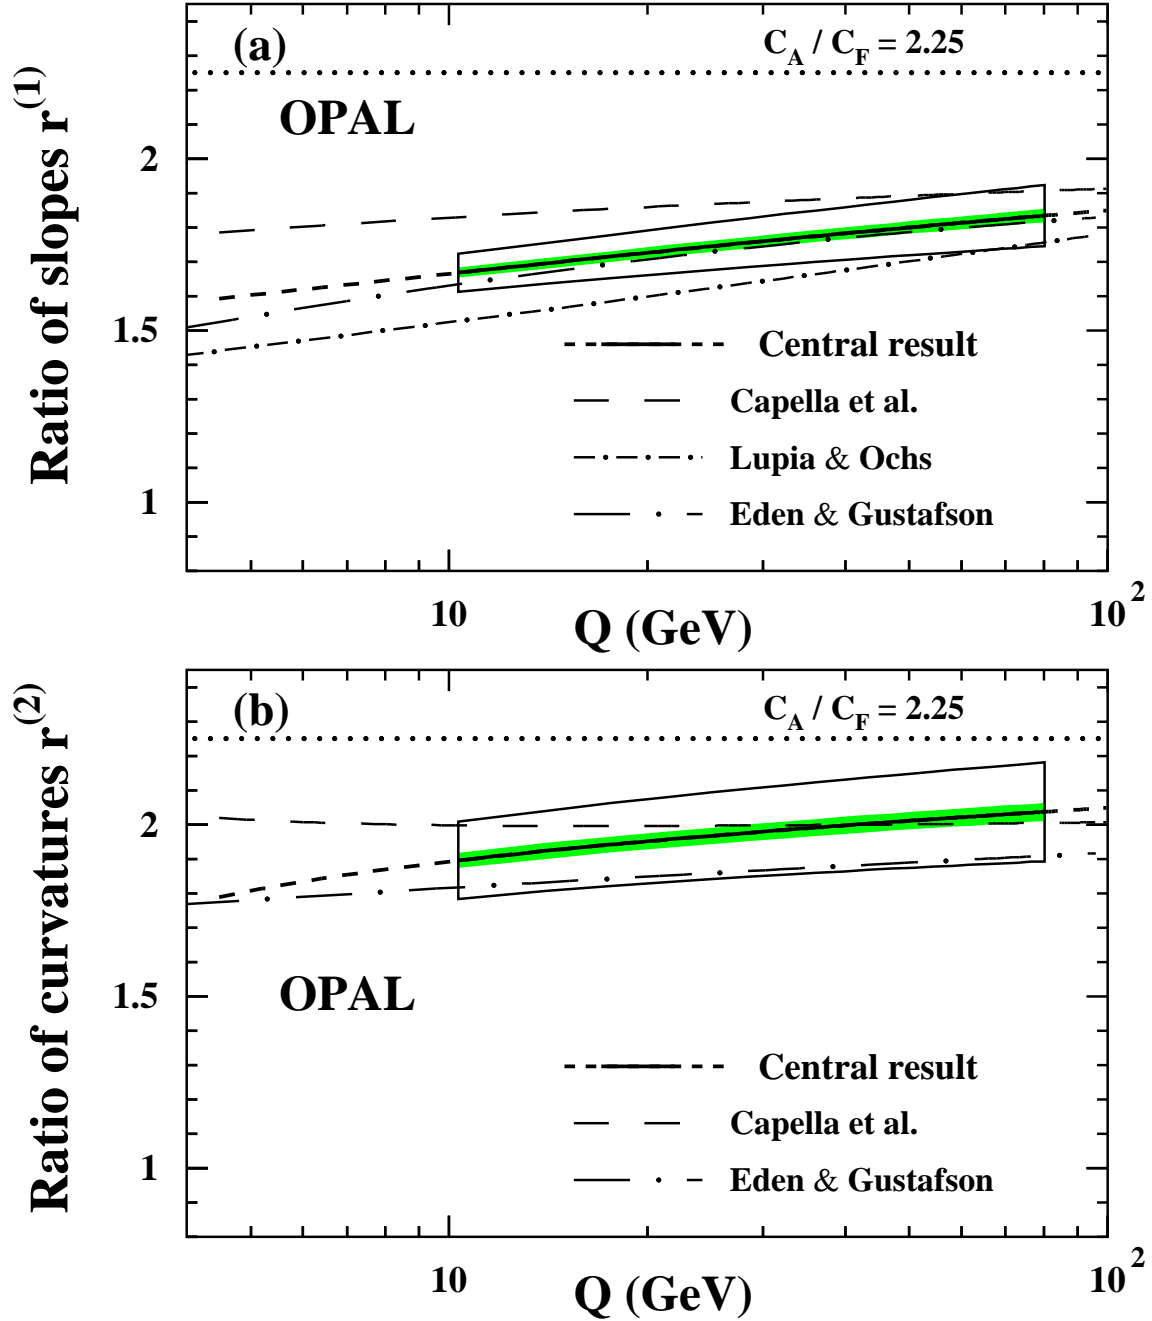 (a)
C_A / C_F = 2.25
OPAL
Ratio of slopes r^(1)
2
1.5
1
Central result
Capella et al.
Lupia & Ochs
Eden & Gustafson
10
10^2
Q (GeV)
(b)
C_A / C_F = 2.25
Ratio of curvatures r^(2)
2
1.5
1
OPAL
Central result
Capella et al.
Eden & Gustafson
10
10^2
Q (GeV)